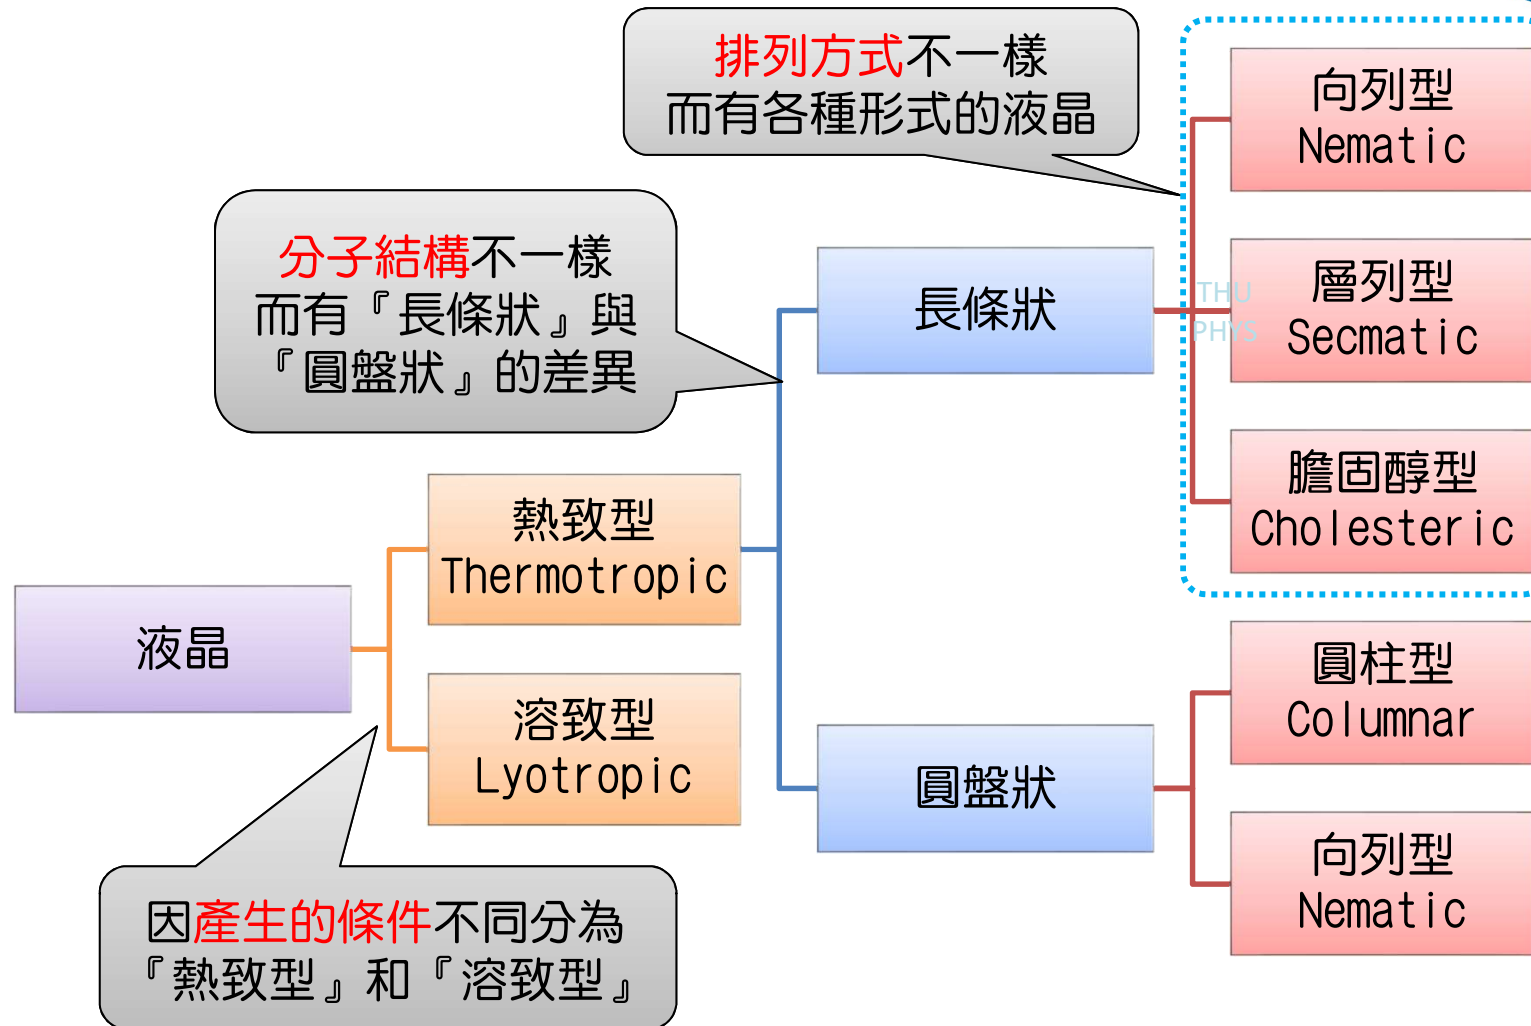 排列方式不一樣
而有各種形式的液晶
向列型
Nematic
分子結構不一樣
而有『長條狀』與
『圓盤狀』的差異
長條狀
THU
PHYS
層列型
Secmatic
膽固醇型
Cholesteric
熱致型
Thermotropic
液晶
溶致型
Lyotropic
圓盤狀
圓柱型
Columnar
向列型
Nematic
因產生的條件不同分為
『熱致型』和『溶致型』